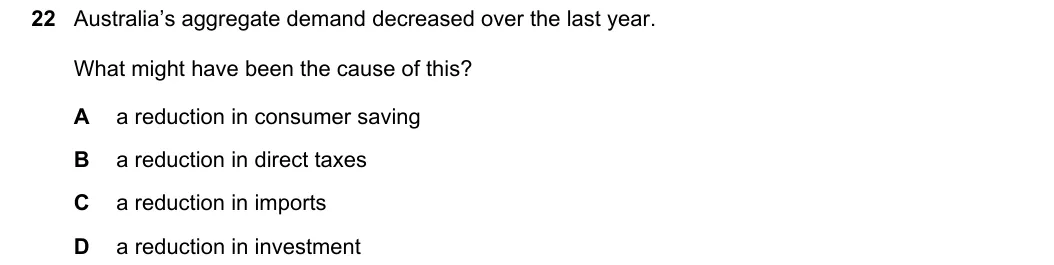 22 Australia’s aggregate demand decreased over the last year.
What might have been the cause of this?
A a reduction in consumer saving
B a reduction in direct taxes
C a reduction in imports
D a reduction in investment